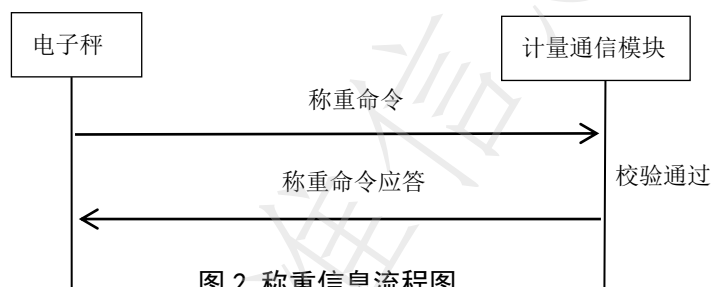 电子秤
计量通信模块
称重命令
校验通过
称重命令应答
图 2 称重信息流程图